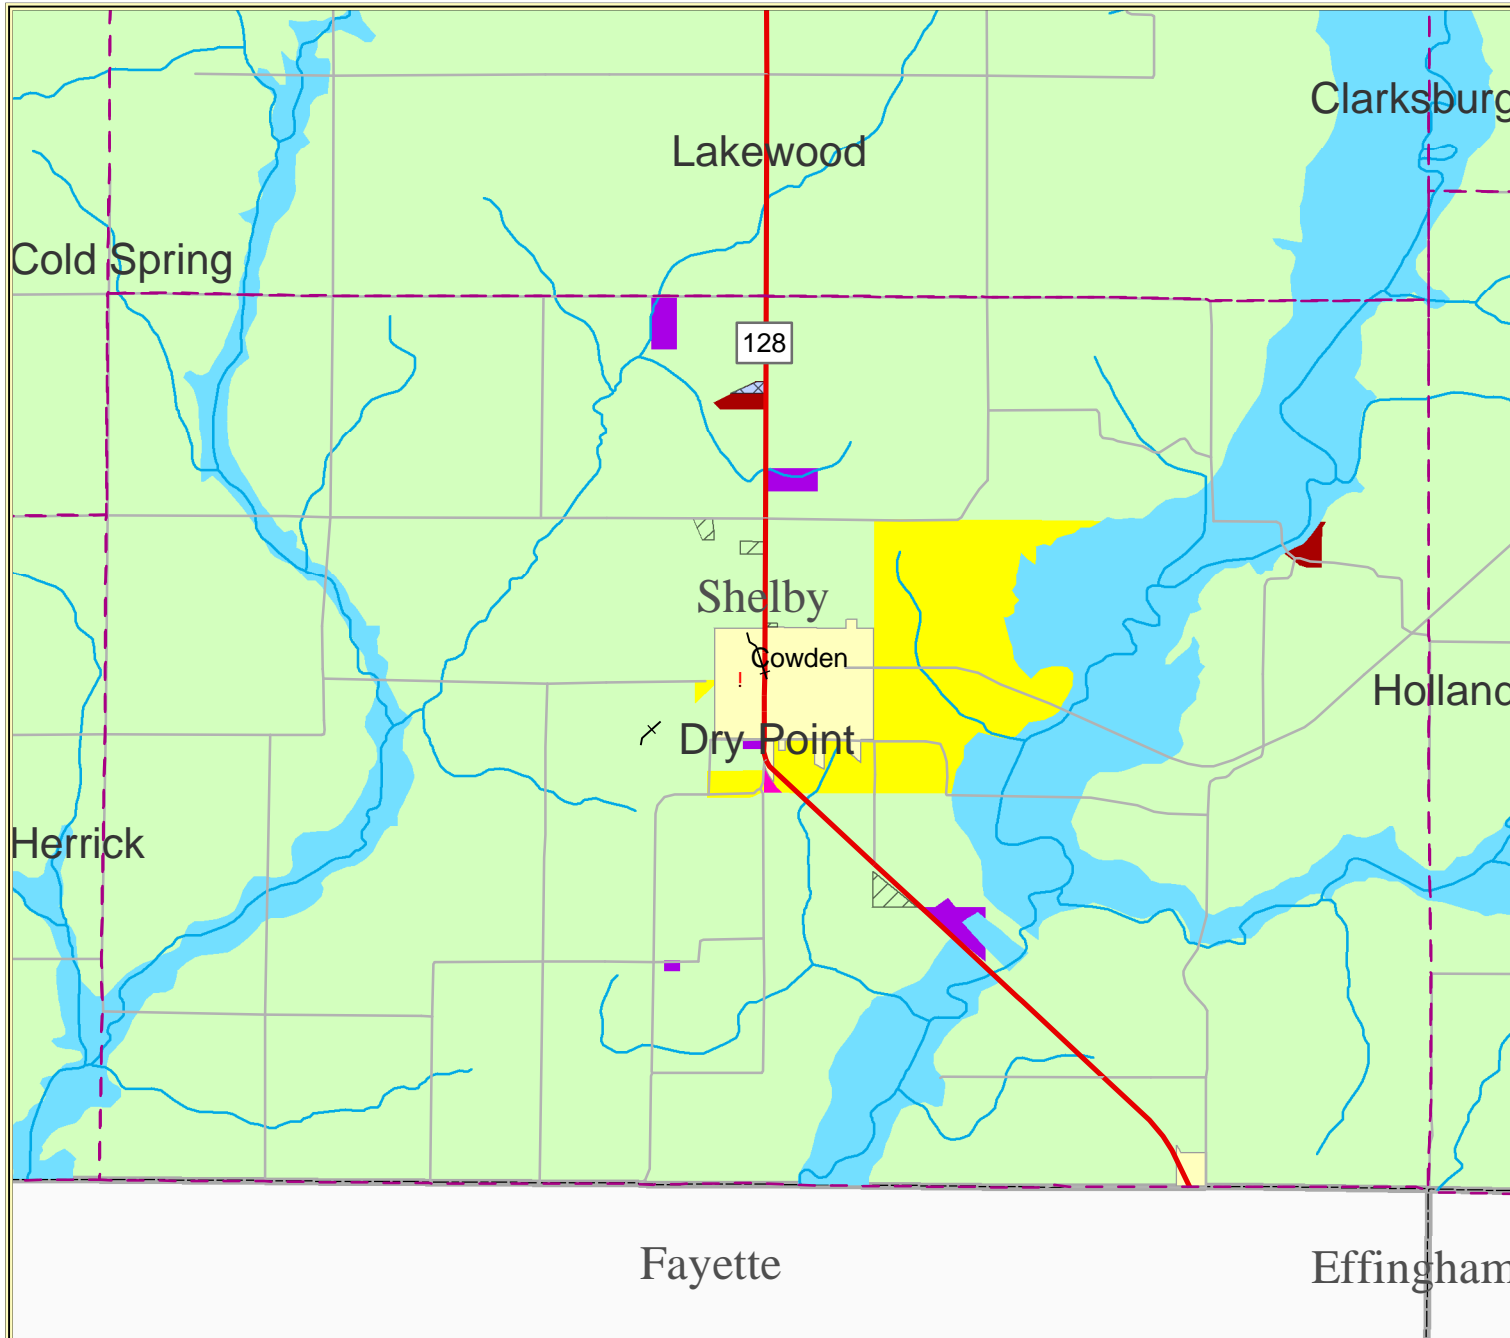 Clarksburg
Lakewood
Cold Spring
128
Shelby
Cowden
!
Holland
Dry Point
Herrick
Fayette
Effingham